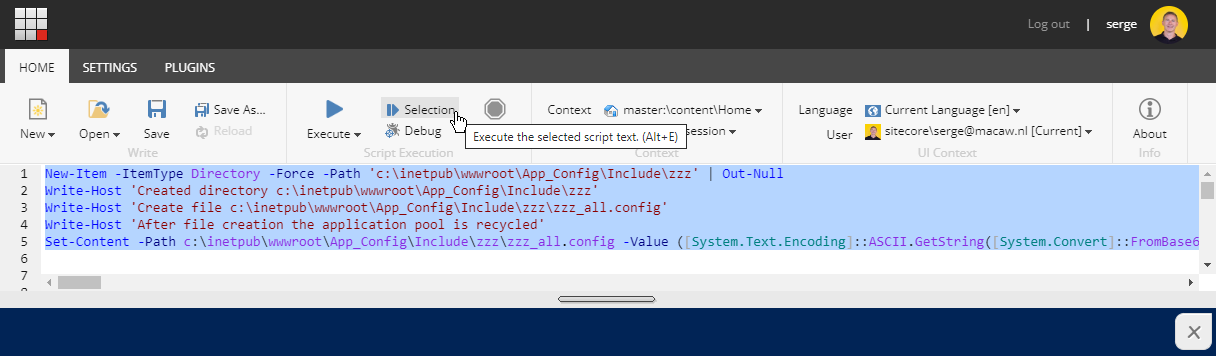 Log out | serge
HOME SETTINGS PLUGINS
New Open Save Save As... Reload
Write
Execute Selection Debug
Script Execution
Execute the selected script text. (Alt+E)
Context master:\content\Home
session
Context
Language Current Language [en]
User sitecore\serge@macaw.nl [Current]
UI Context
About
Info
1 New-Item -ItemType Directory -Force -Path 'c:\inetpub\wwwroot\App_Config\Include\zzz' | Out-Null
2 Write-Host 'Created directory c:\inetpub\wwwroot\App_Config\Include\zzz'
3 Write-Host 'Create file c:\inetpub\wwwroot\App_Config\Include\zzz\zzz_all.config'
4 Write-Host 'After file creation the application pool is recycled'
5 Set-Content -Path c:\inetpub\wwwroot\App_Config\Include\zzz\zzz_all.config -Value ([System.Text.Encoding]::ASCII.GetString([System.Convert]::FromBase6
6
7
8